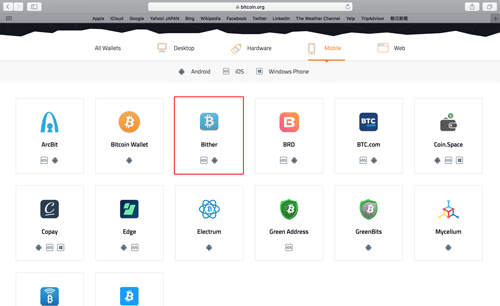 bitcoin.org
Apple iCloud Google Yahoo! JAPAN Bing Wikipedia Facebook Twitter LinkedIn The Weather Channel Yelp TripAdvisor 朝日新聞
All Wallets Desktop Hardware Mobile Web
Android iOS Windows Phone
ArcBit Bitcoin Wallet Bither BRD BTC.com Coin.Space
Copay Edge Electrum Green Address GreenBits Mycelium